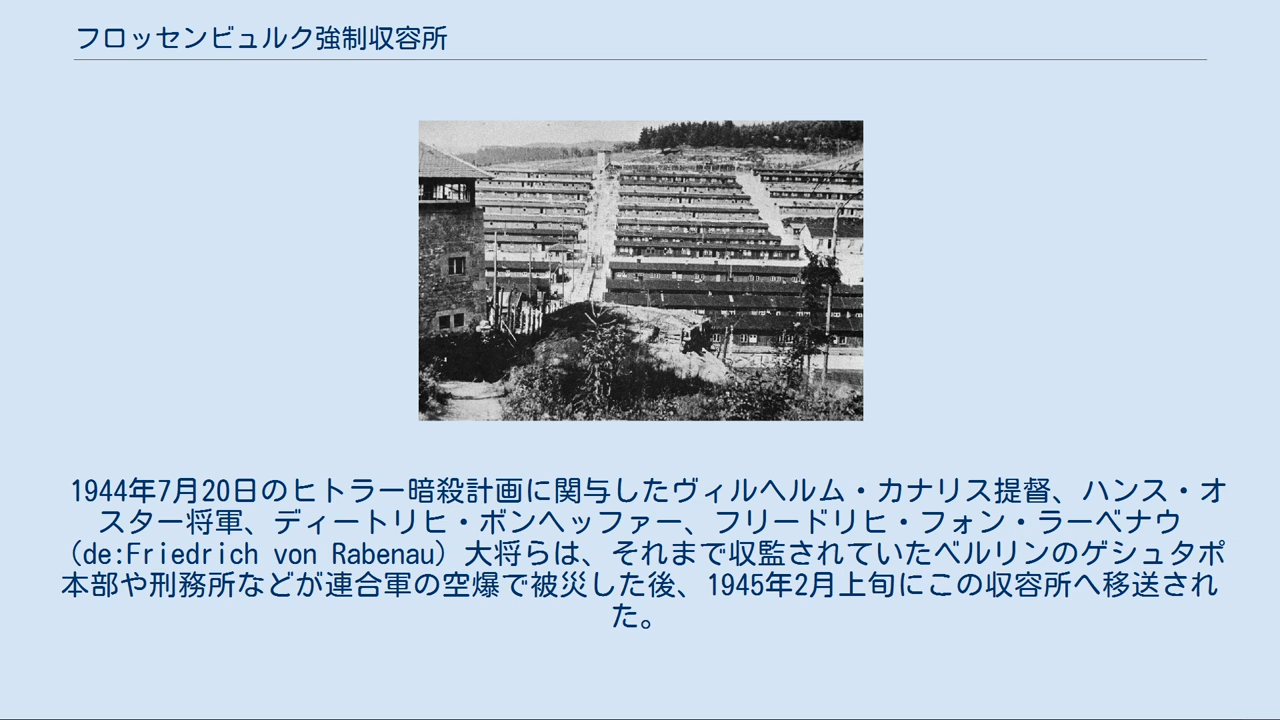 フロッセンビュルク強制収容所
1944年7月20日のヒトラー暗殺計画に関与したヴィルヘルム・カナリス提督、ハンス・オ
スター将軍、ディートリヒ・ボンヘッファー、フリードリヒ・フォン・ラーベナウ
（de:Friedrich von Rabenau）大将らは、それまで収監されていたベルリンのゲシュタポ
本部や刑務所などが連合軍の空爆で被災した後、1945年2月上旬にこの収容所へ移送され
た。